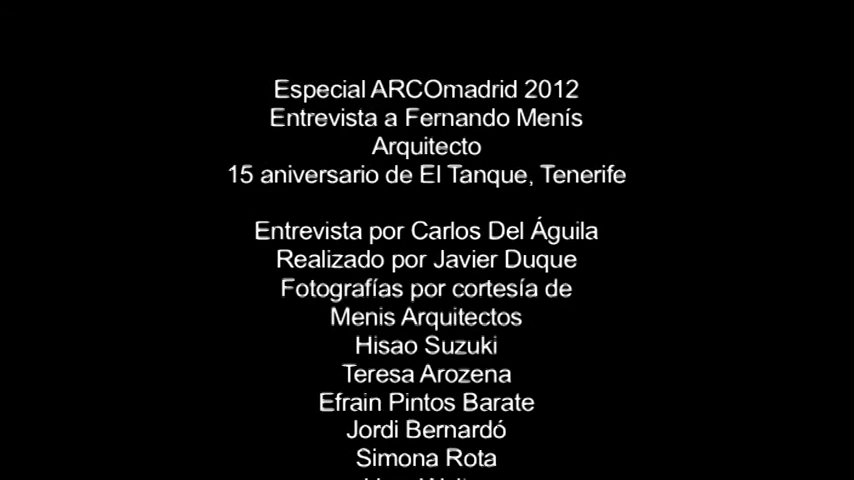 Especial ARCOmadrid 2012
Entrevista a Fernando Menís
Arquitecto
15 aniversario de El Tanque, Tenerife
Entrevista por Carlos Del Águila
Realizado por Javier Duque
Fotografías por cortesía de
Menis Arquitectos
Hisao Suzuki
Teresa Arozena
Efrain Pintos Barate
Jordi Bernardó
Simona Rota